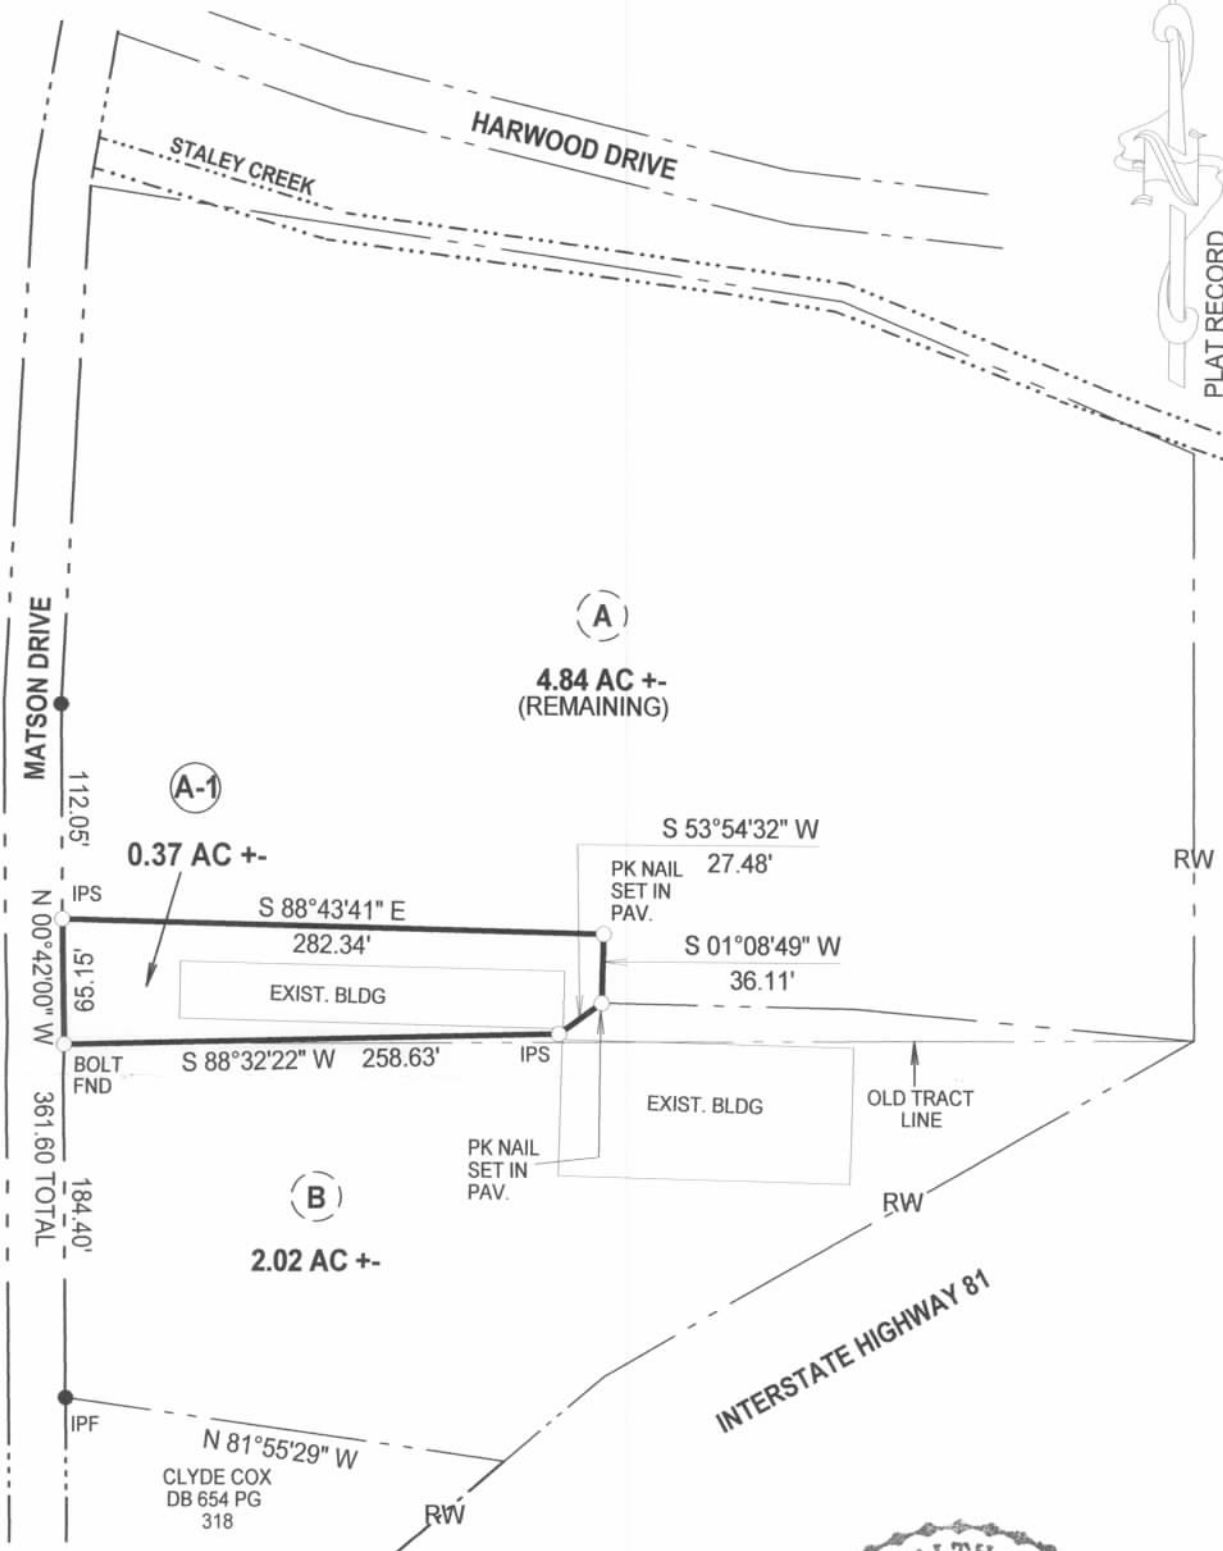 HARWOOD DRIVE
STALEY CREEK
N
PLAT RECORD
MATSON DRIVE
A
4.84 AC +-
(REMAINING)
112.05'
A-1
0.37 AC +-
S 53°54'32" W
27.48'
PK NAIL
SET IN
PAV.
RW
IPS
S 88°43'41" E
282.34'
S 01°08'49" W
36.11'
N 00°42'00" W
65.15'
EXIST. BLDG
BOLT
FND
S 88°32'22" W 258.63'
IPS
361.60 TOTAL
EXIST. BLDG
OLD TRACT
LINE
PK NAIL
SET IN
PAV.
184.40'
B
2.02 AC +-
RW
INTERSTATE HIGHWAY 81
IPF
N 81°55'29" W
CLYDE COX
DB 654 PG
318
RW